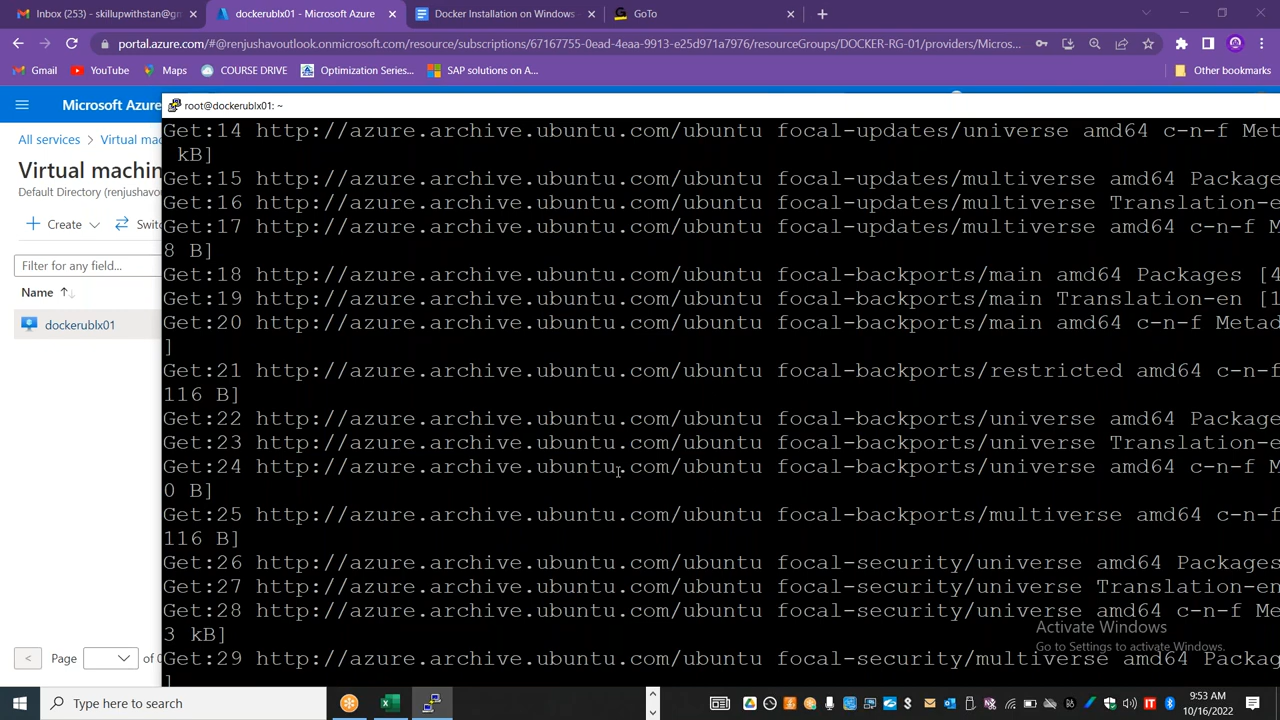 Inbox (253) - skillupwithstan@gm
dockerublx01 - Microsoft Azure
Docker Installation on Windows
GoTo
portal.azure.com/#@renjushavoutlook.onmicrosoft.com/resource/subscriptions/67167755-0ead-4eaa-9913-e25d971a7976/resourceGroups/DOCKER-RG-01/providers/Micros...
Gmail
YouTube
Maps
COURSE DRIVE
Optimization Series...
SAP solutions on A...
Other bookmarks
Microsoft Azure
root@dockerublx01: ~
All services > Virtual mac
Virtual machin
Default Directory (renjushavo
Create
Switc
Filter for any field...
Name
dockerublx01
< Page
of 0
Get:14 http://azure.archive.ubuntu.com/ubuntu focal-updates/universe amd64 c-n-f Met
kB]
Get:15 http://azure.archive.ubuntu.com/ubuntu focal-updates/multiverse amd64 Package
Get:16 http://azure.archive.ubuntu.com/ubuntu focal-updates/multiverse Translation-e
Get:17 http://azure.archive.ubuntu.com/ubuntu focal-updates/multiverse amd64 c-n-f M
8 B]
Get:18 http://azure.archive.ubuntu.com/ubuntu focal-backports/main amd64 Packages [4
Get:19 http://azure.archive.ubuntu.com/ubuntu focal-backports/main Translation-en [1
Get:20 http://azure.archive.ubuntu.com/ubuntu focal-backports/main amd64 c-n-f Metad
]
Get:21 http://azure.archive.ubuntu.com/ubuntu focal-backports/restricted amd64 c-n-f
116 B]
Get:22 http://azure.archive.ubuntu.com/ubuntu focal-backports/universe amd64 Package
Get:23 http://azure.archive.ubuntu.com/ubuntu focal-backports/universe Translation-e
Get:24 http://azure.archive.ubuntu.com/ubuntu focal-backports/universe amd64 c-n-f M
0 B]
Get:25 http://azure.archive.ubuntu.com/ubuntu focal-backports/multiverse amd64 c-n-f
116 B]
Get:26 http://azure.archive.ubuntu.com/ubuntu focal-security/universe amd64 Packages
Get:27 http://azure.archive.ubuntu.com/ubuntu focal-security/universe Translation-en
Get:28 http://azure.archive.ubuntu.com/ubuntu focal-security/universe amd64 c-n-f Me
3 kB]
Get:29 http://azure.archive.ubuntu.com/ubuntu focal-security/multiverse amd64 Packag
]
Activate Windows
Go to Settings to activate Windows.
Type here to search
9:53 AM
10/16/2022